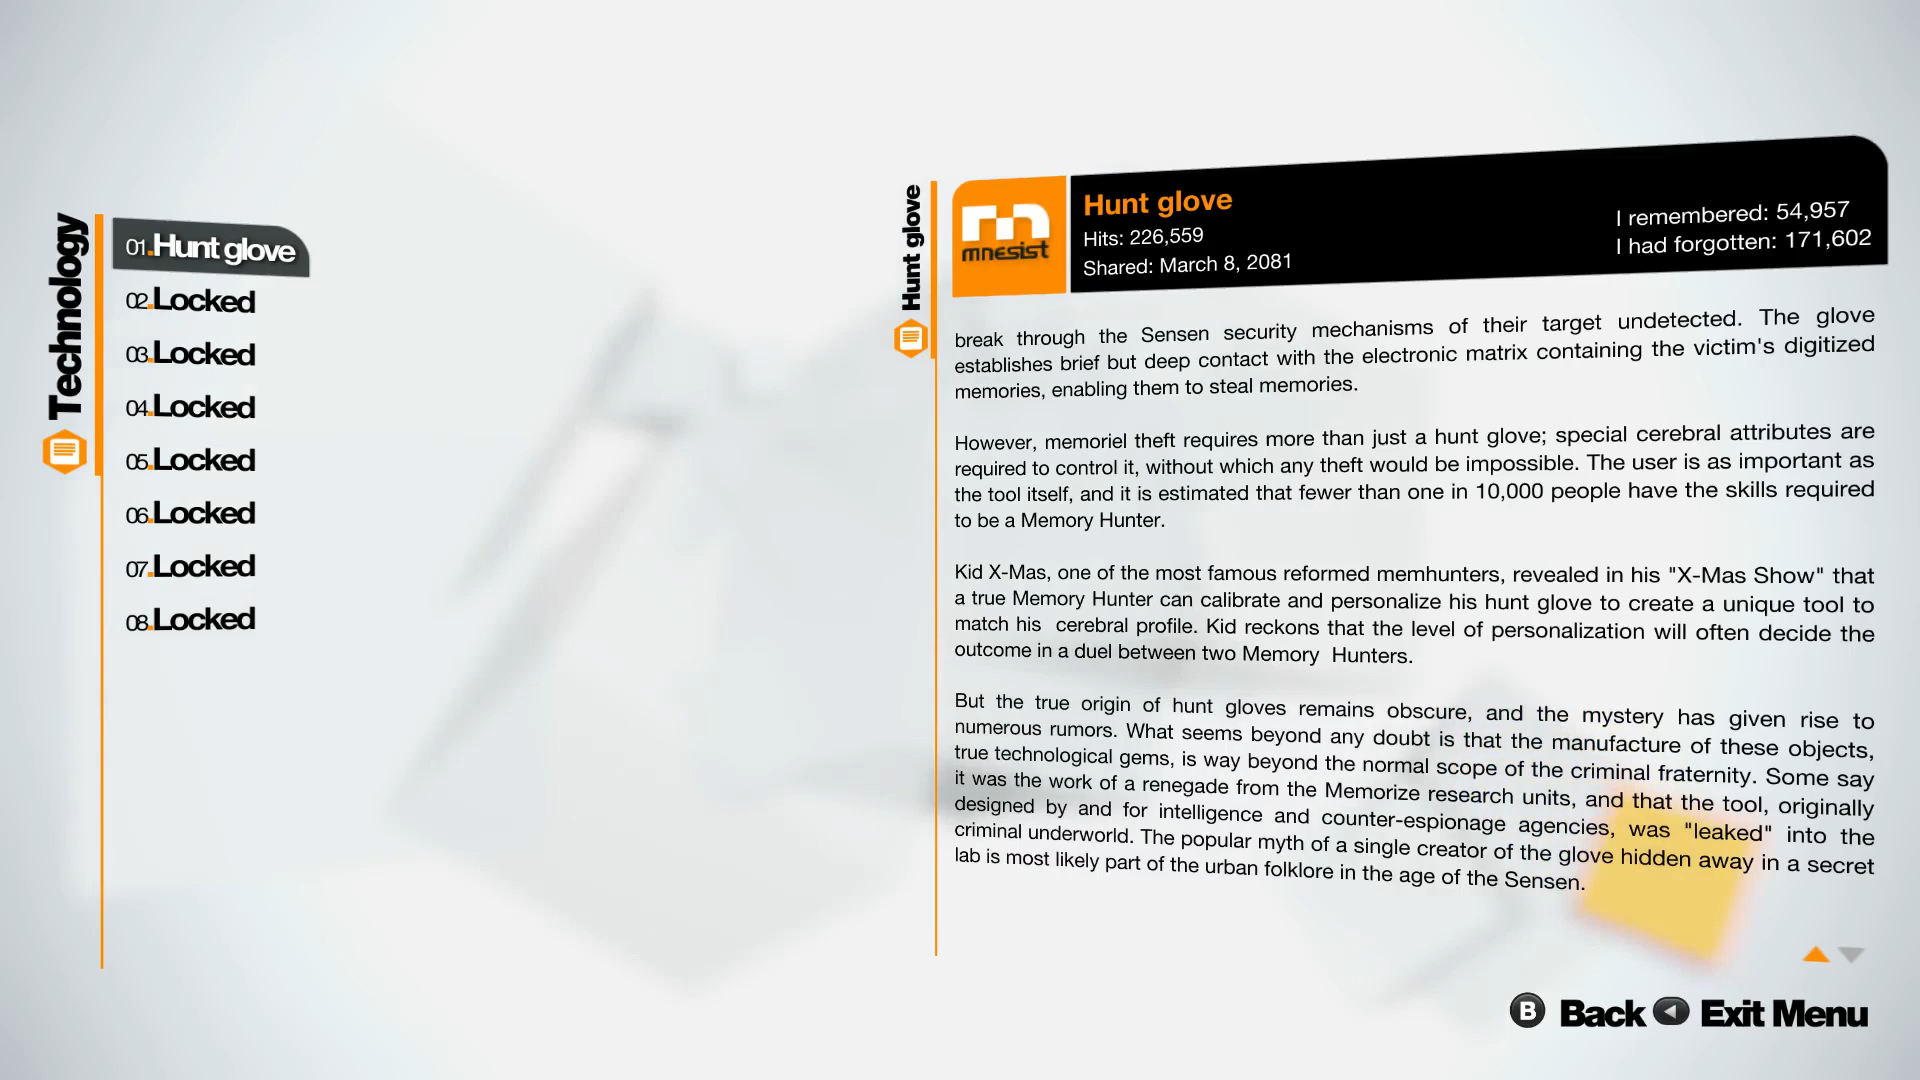 Technology
01.Hunt glove
02.Locked
03.Locked
04.Locked
05.Locked
06.Locked
07.Locked
08.Locked
Hunt glove
mnesist
Hunt glove
Hits: 226,559
Shared: March 8, 2081
I remembered: 54,957
I had forgotten: 171,602
break through the Sensen security mechanisms of their target undetected. The glove
establishes brief but deep contact with the electronic matrix containing the victim's digitized
memories, enabling them to steal memories.
However, memoriel theft requires more than just a hunt glove; special cerebral attributes are
required to control it, without which any theft would be impossible. The user is as important as
the tool itself, and it is estimated that fewer than one in 10,000 people have the skills required
to be a Memory Hunter.
Kid X-Mas, one of the most famous reformed memhunters, revealed in his "X-Mas Show" that
a true Memory Hunter can calibrate and personalize his hunt glove to create a unique tool to
match his cerebral profile. Kid reckons that the level of personalization will often decide the
outcome in a duel between two Memory Hunters.
But the true origin of hunt gloves remains obscure, and the mystery has given rise to
numerous rumors. What seems beyond any doubt is that the manufacture of these objects,
true technological gems, is way beyond the normal scope of the criminal fraternity. Some say
it was the work of a renegade from the Memorize research units, and that the tool, originally
designed by and for intelligence and counter-espionage agencies, was "leaked" into the
criminal underworld. The popular myth of a single creator of the glove hidden away in a secret
lab is most likely part of the urban folklore in the age of the Sensen.
B Back Exit Menu